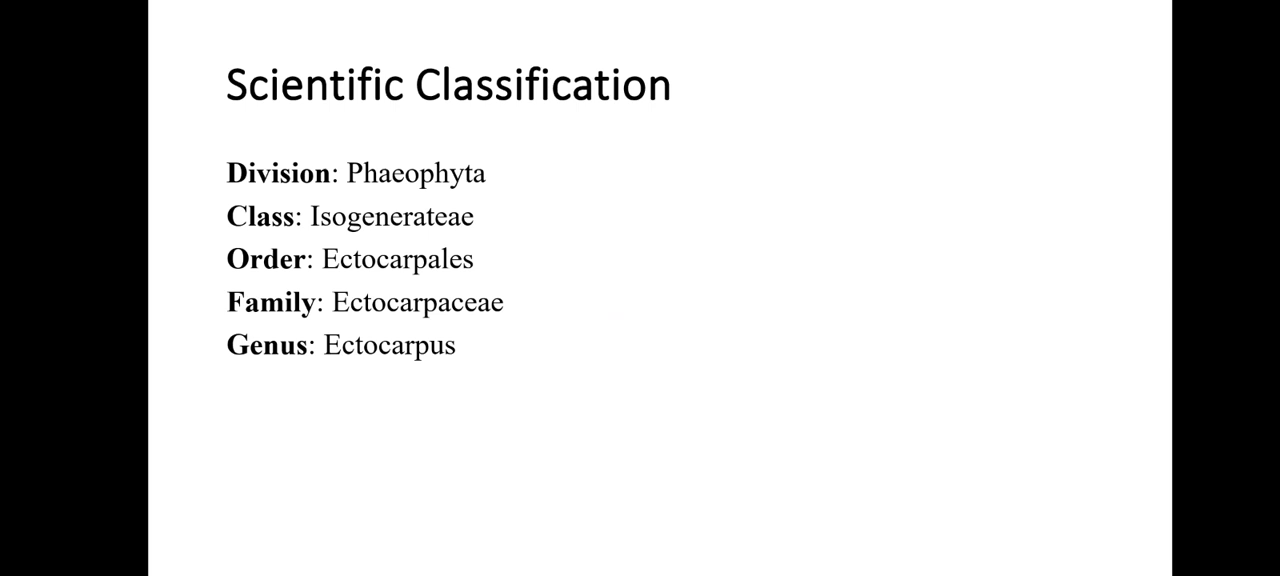 Scientific Classification
Division: Phaeophyta
Class: Isogenerateae
Order: Ectocarpales
Family: Ectocarpaceae
Genus: Ectocarpus